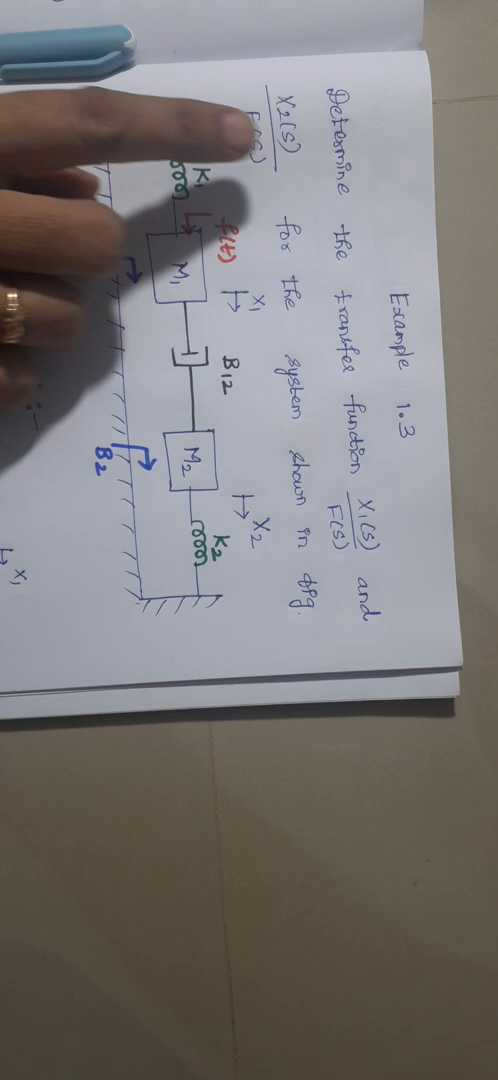 Example 1.3
Determine the transfer function X1(S)/F(S) and
X2(S)/F(S) for the system shown in fig.
K1 f(t) X1 B12 X2 K2
M1 M2
B2
X1